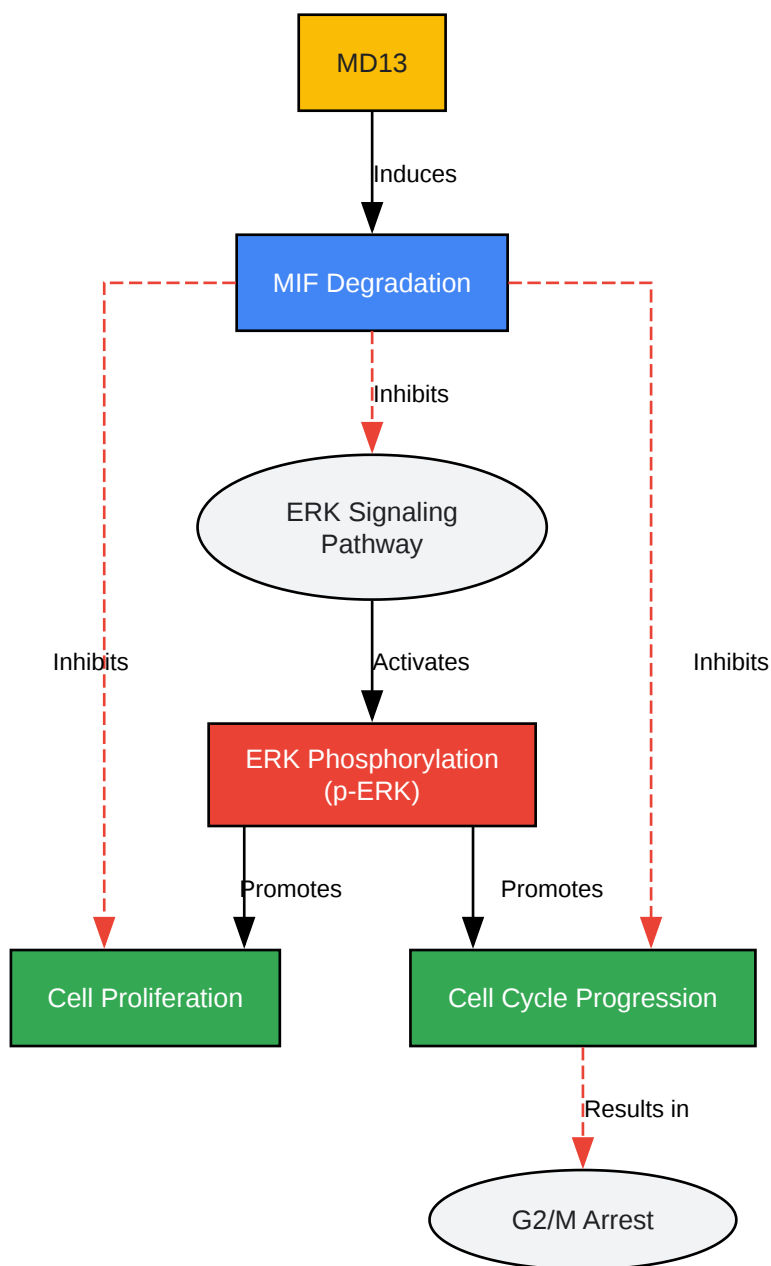 MD13
Induces
MIF Degradation
Inhibits
ERK Signaling
Pathway
Inhibits
Activates
Inhibits
ERK Phosphorylation
(p-ERK)
Promotes
Promotes
Cell Proliferation
Cell Cycle Progression
Results in
G2/M Arrest